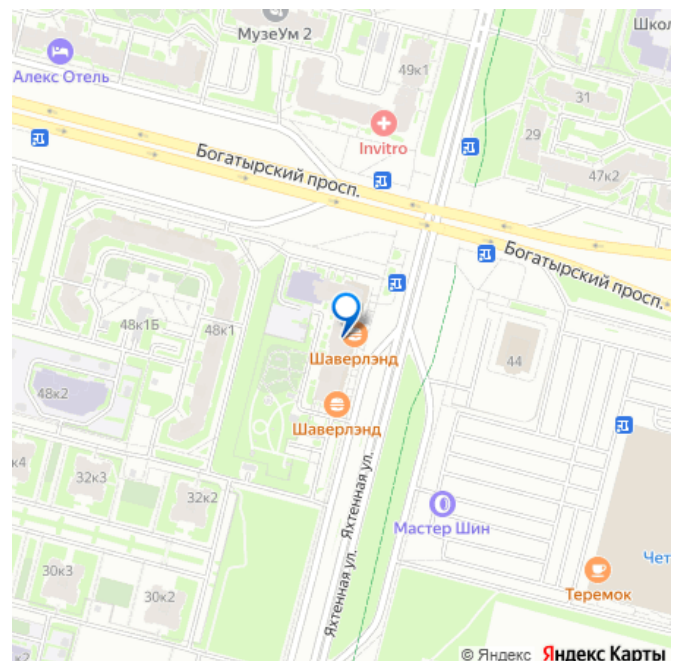 МузеУм 2
Школ
Алекс Отель
49к1
31
Invitro
29
47к2
Богатырский просп.
Богатырский просп.
48к1Б
48к1
Шаверлэнд
44
48к2
Шаверлэнд
к4
32к3
32к2
Яхтенная ул.
Мастер Шин
Яхтенная ул.
Чет
30к3
Теремок
30к2
к2
© Яндекс Яндекс Карты